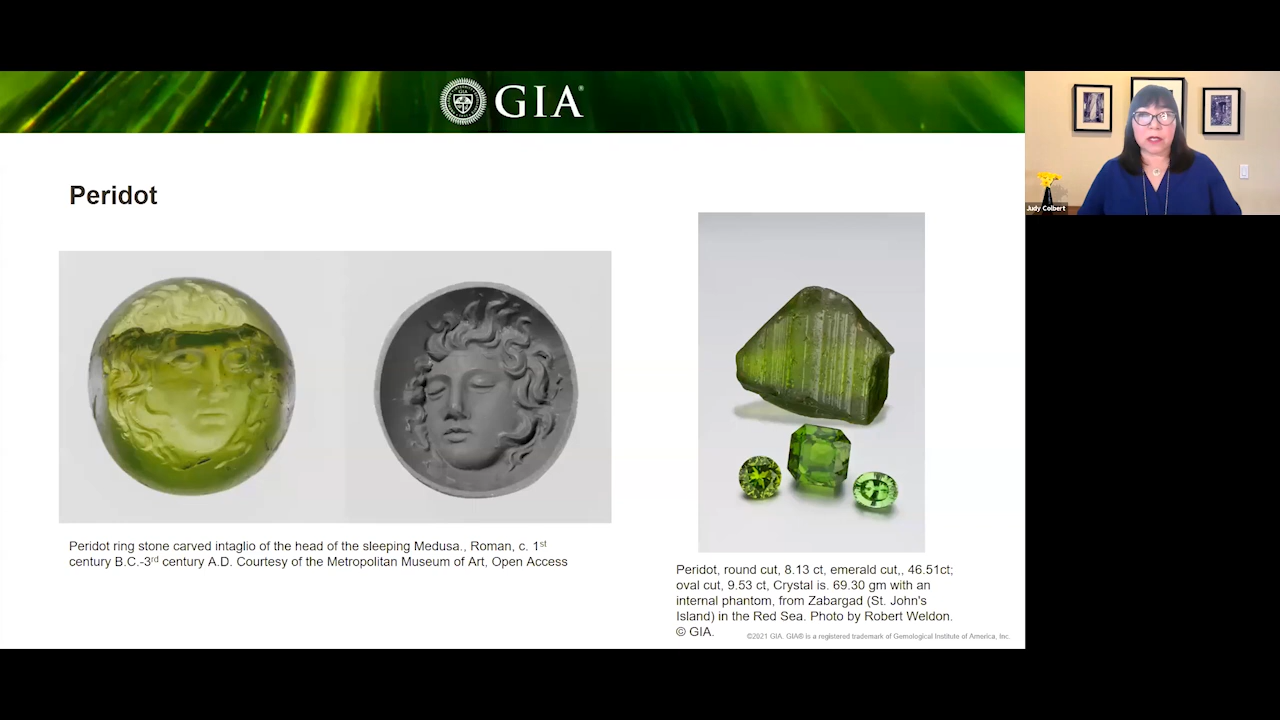 GIA®
Peridot
Peridot ring stone carved intaglio of the head of the sleeping Medusa., Roman, c. 1st
century B.C.-3rd century A.D. Courtesy of the Metropolitan Museum of Art, Open Access
Peridot, round cut, 8.13 ct, emerald cut,, 46.51ct;
oval cut, 9.53 ct, Crystal is. 69.30 gm with an
internal phantom, from Zabargad (St. John's
Island) in the Red Sea. Photo by Robert Weldon.
© GIA.
©2021 GIA. GIA® is a registered trademark of Gemological Institute of America, Inc.
Judy Colbert